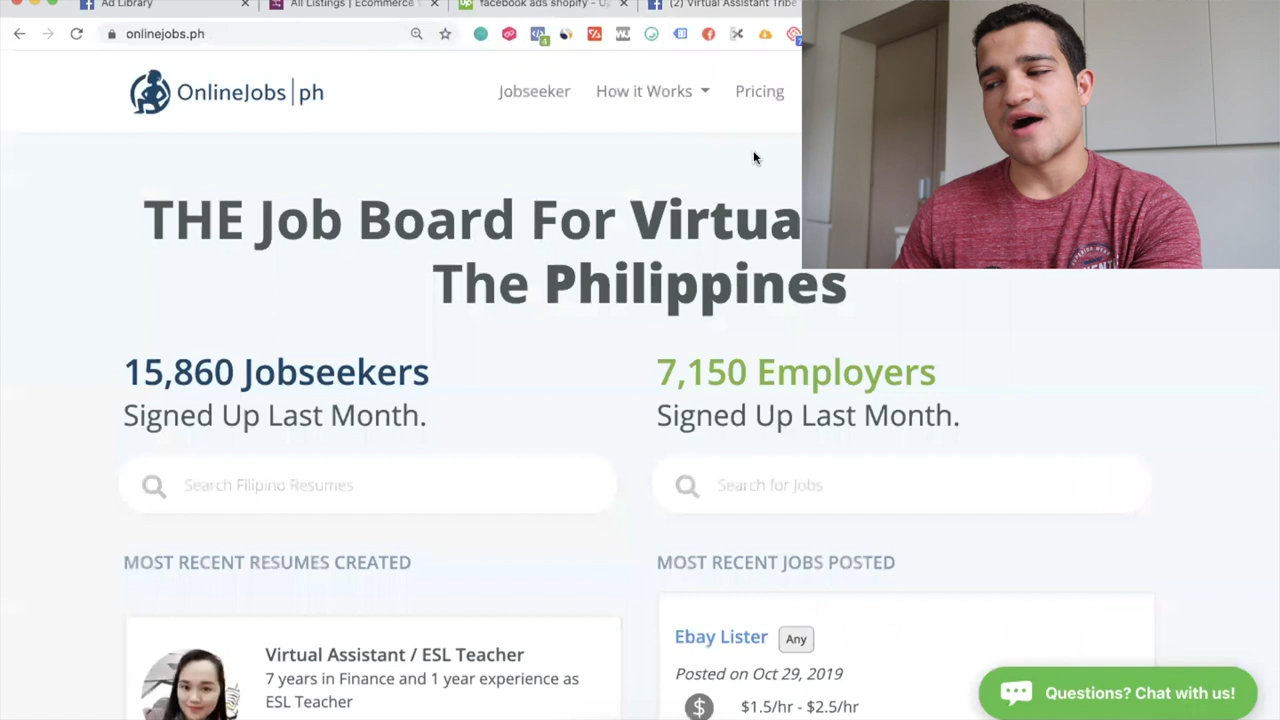 Ad Library
All Listings | Ecommerce
facebook ads shopify - U
(2) Virtual Assistant Tribe
onlinejobs.ph
OnlineJobs ph
Jobseeker
How it Works
Pricing
THE Job Board For Virtua
The Philippines
15,860 Jobseekers
Signed Up Last Month.
7,150 Employers
Signed Up Last Month.
Search Filipino Resumes
Search for Jobs
MOST RECENT RESUMES CREATED
MOST RECENT JOBS POSTED
Virtual Assistant / ESL Teacher
7 years in Finance and 1 year experience as
ESL Teacher
Ebay Lister Any
Posted on Oct 29, 2019
$ $1.5/hr - $2.5/hr
Questions? Chat with us!